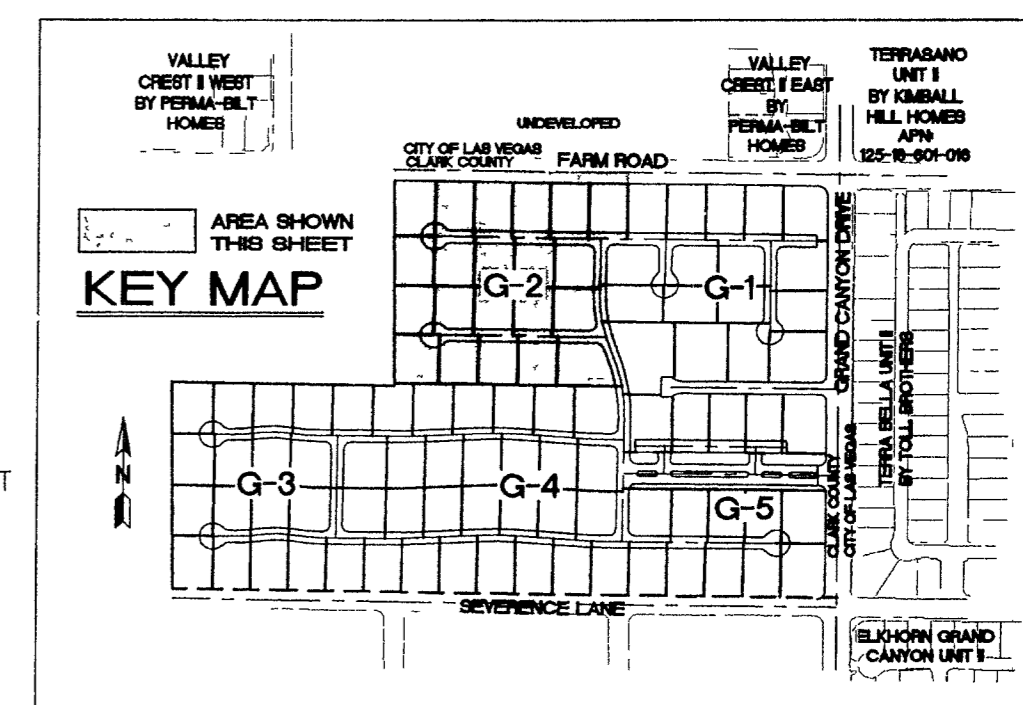 VALLEY
CREST II WEST
BY PERMA-BILT
HOMES
UNDEVELOPED
VALLEY
CREST II EAST
BY
PERMA-BILT
HOMES
TERRASANO
UNIT II
BY KIMBALL
HILL HOMES
APN:
125-18-601-016
CITY OF LAS VEGAS
CLARK COUNTY
FARM ROAD
AREA SHOWN
THIS SHEET
KEY MAP
G-2
G-1
GRAND CANYON DRIVE
TERRA BELLA UNIT II
BY TOLL BROTHERS
N
G-3
G-4
G-5
CLARK COUNTY
CITY OF LAS VEGAS
SEVERENCE LANE
ELKHORN GRAND
CANYON UNIT II
T